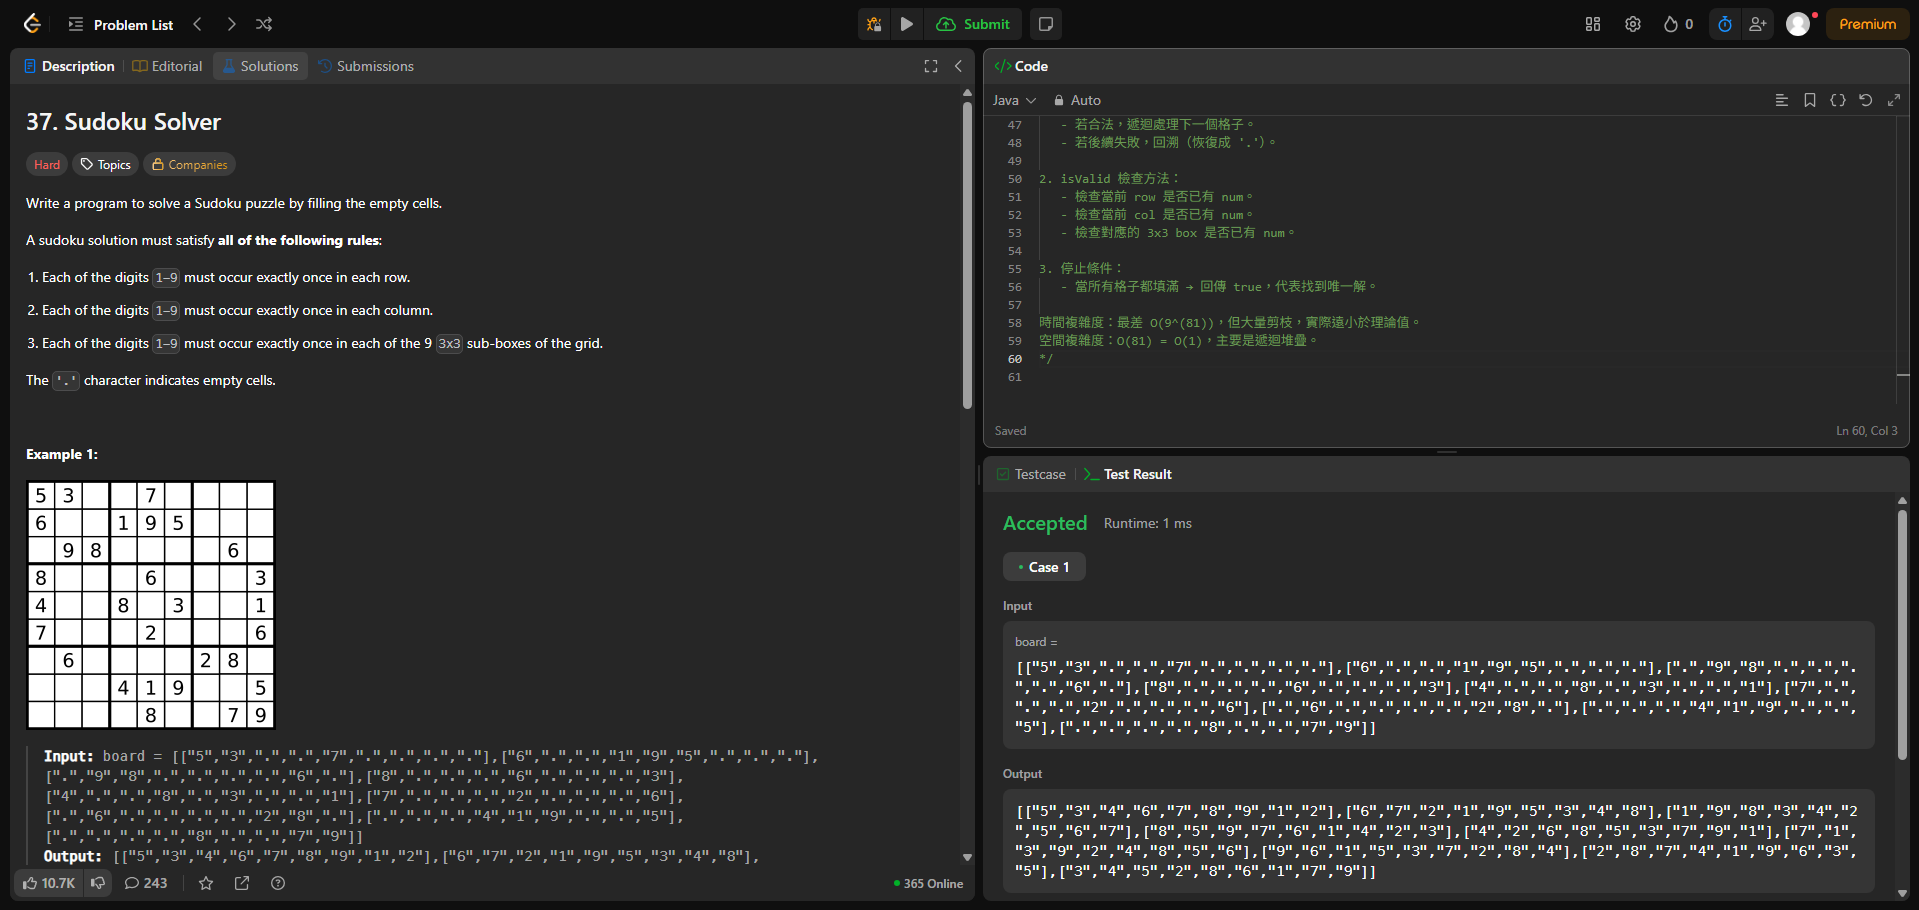 Problem List
Submit
0
Premium
Description
Editorial
Solutions
Submissions
37. Sudoku Solver
Hard
Topics
Companies
Write a program to solve a Sudoku puzzle by filling the empty cells.
A sudoku solution must satisfy all of the following rules:
1. Each of the digits 1-9 must occur exactly once in each row.
2. Each of the digits 1-9 must occur exactly once in each column.
3. Each of the digits 1-9 must occur exactly once in each of the 9 3x3 sub-boxes of the grid.
The '.' character indicates empty cells.
Example 1:
5 3 7
6 1 9 5
9 8 6
8 6 3
4 8 3 1
7 2 6
6 2 8
4 1 9 5
8 7 9
Input: board = [["5","3",".",".","7",".",".",".","."],["6",".",".","1","9","5",".",".","."],
[".","9","8",".",".",".",".","6","."],["8",".",".",".","6",".",".",".","3"],
["4",".",".","8",".","3",".",".","1"],["7",".",".",".","2",".",".",".","6"],
[".","6",".",".",".",".","2","8","."],[".",".",".","4","1","9",".",".","5"],
[".",".",".",".","8",".",".","7","9"]]
Output: [["5","3","4","6","7","8","9","1","2"],["6","7","2","1","9","5","3","4","8"],
10.7K
243
365 Online
Code
Java
Auto
47 - 若合法，遞迴處理下一個格子。
48 - 若後續失敗，回溯（恢復成 '.'）。
49
50 2. isValid 檢查方法：
51 - 檢查當前 row 是否已有 num。
52 - 檢查當前 col 是否已有 num。
53 - 檢查對應的 3x3 box 是否已有 num。
54
55 3. 停止條件：
56 - 當所有格子都填滿 → 回傳 true，代表找到唯一解。
57
58 時間複雜度：最差 O(9^(81))，但大量剪枝，實際遠小於理論值。
59 空間複雜度：O(81) = O(1)，主要是遞迴堆疊。
60 */
61
Saved
Ln 60, Col 3
Testcase
Test Result
Accepted
Runtime: 1 ms
Case 1
Input
board =
[["5","3",".",".","7",".",".",".","."],["6",".",".","1","9","5",".",".","."],[".","9","8",".",".",".
",".","6","."],["8",".",".",".","6",".",".",".","3"],["4",".",".","8",".","3",".",".","1"],["7",".",
".",".","2",".",".",".","6"],[".","6",".",".",".",".","2","8","."],[".",".",".","4","1","9",".",".",
"5"],[".",".",".",".","8",".",".","7","9"]]
Output
[["5","3","4","6","7","8","9","1","2"],["6","7","2","1","9","5","3","4","8"],["1","9","8","3","4","2
","5","6","7"],["8","5","9","7","6","1","4","2","3"],["4","2","6","8","5","3","7","9","1"],["7","1",
"3","9","2","4","8","5","6"],["9","6","1","5","3","7","2","8","4"],["2","8","7","4","1","9","6","3",
"5"],["3","4","5","2","8","6","1","7","9"]]